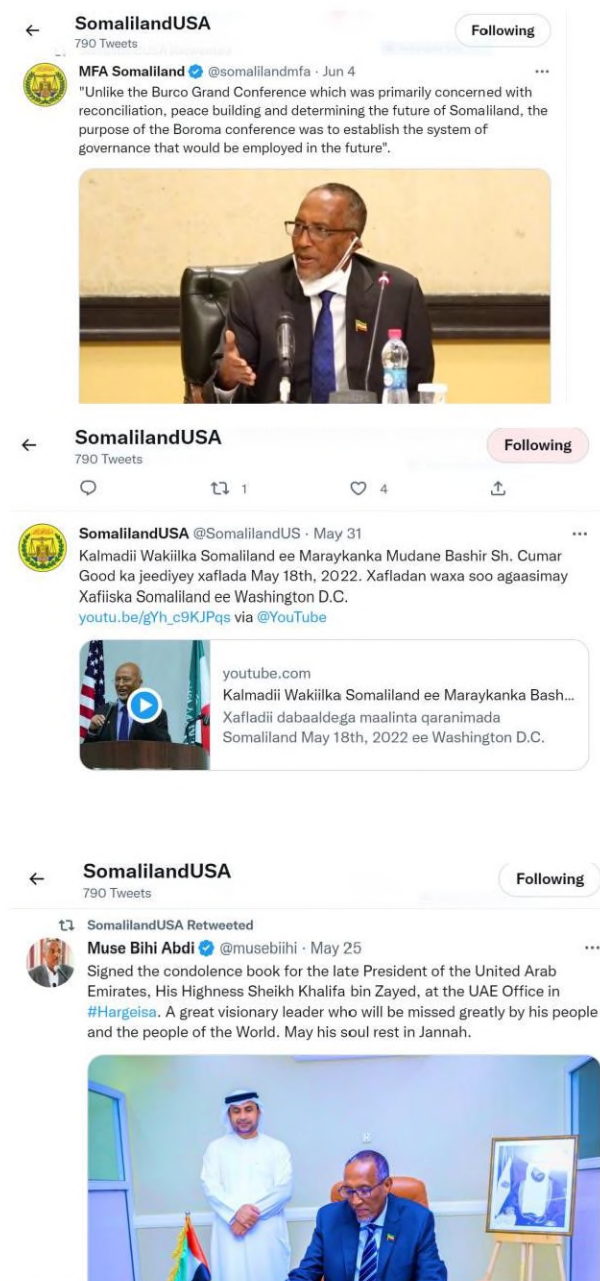 SomalilandUSA
790 Tweets
Following
MFA Somaliland @somalilandmfa · Jun 4
"Unlike the Burco Grand Conference which was primarily concerned with
reconciliation, peace building and determining the future of Somaliland, the
purpose of the Boroma conference was to establish the system of
governance that would be employed in the future".
SomalilandUSA
790 Tweets
Following
1 4
SomalilandUSA @SomalilandUS · May 31
Kalmadii Wakiilka Somaliland ee Maraykanka Mudane Bashir Sh. Cumar
Good ka jeediyey xaflada May 18th, 2022. Xafladan waxa soo agaasimay
Xafiiska Somaliland ee Washington D.C.
youtu.be/gYh_c9KJPqs via @YouTube
youtube.com
Kalmadii Wakiilka Somaliland ee Maraykanka Bash...
Xafladii dabaaldega maalinta qaranimada
Somaliland May 18th, 2022 ee Washington D.C.
SomalilandUSA
790 Tweets
Following
SomalilandUSA Retweeted
Muse Bihi Abdi @musebiihi · May 25
Signed the condolence book for the late President of the United Arab
Emirates, His Highness Sheikh Khalifa bin Zayed, at the UAE Office in
#Hargeisa. A great visionary leader who will be missed greatly by his people
and the people of the World. May his soul rest in Jannah.